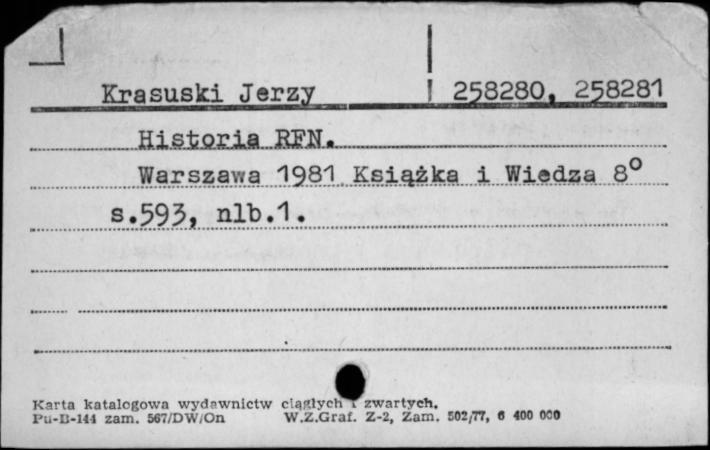 Krasuski Jerzy 258280, 258281
Historia RFN.
Warszawa 1981 Książka i Wiedza 8°
s.593, nlb.1.
Karta katalogowa wydawnictw ciągłych i zwartych.
Pu-B-144 zam. 567/DW/On W.Z.Graf. Z-2, Zam. 502/77, 6 400 000